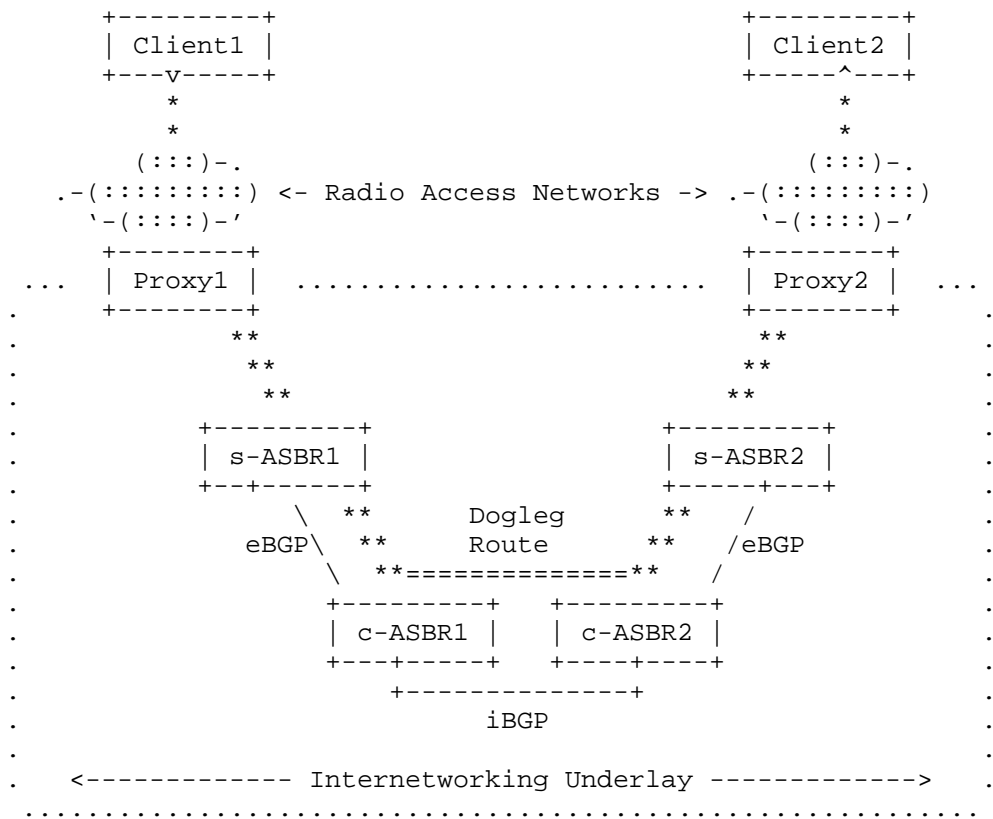 Client1 Client2
<- Radio Access Networks ->
Proxy1 Proxy2
s-ASBR1 s-ASBR2
Dogleg
eBGP Route eBGP
c-ASBR1 c-ASBR2
iBGP
<------------- Internetworking Underlay ------------->